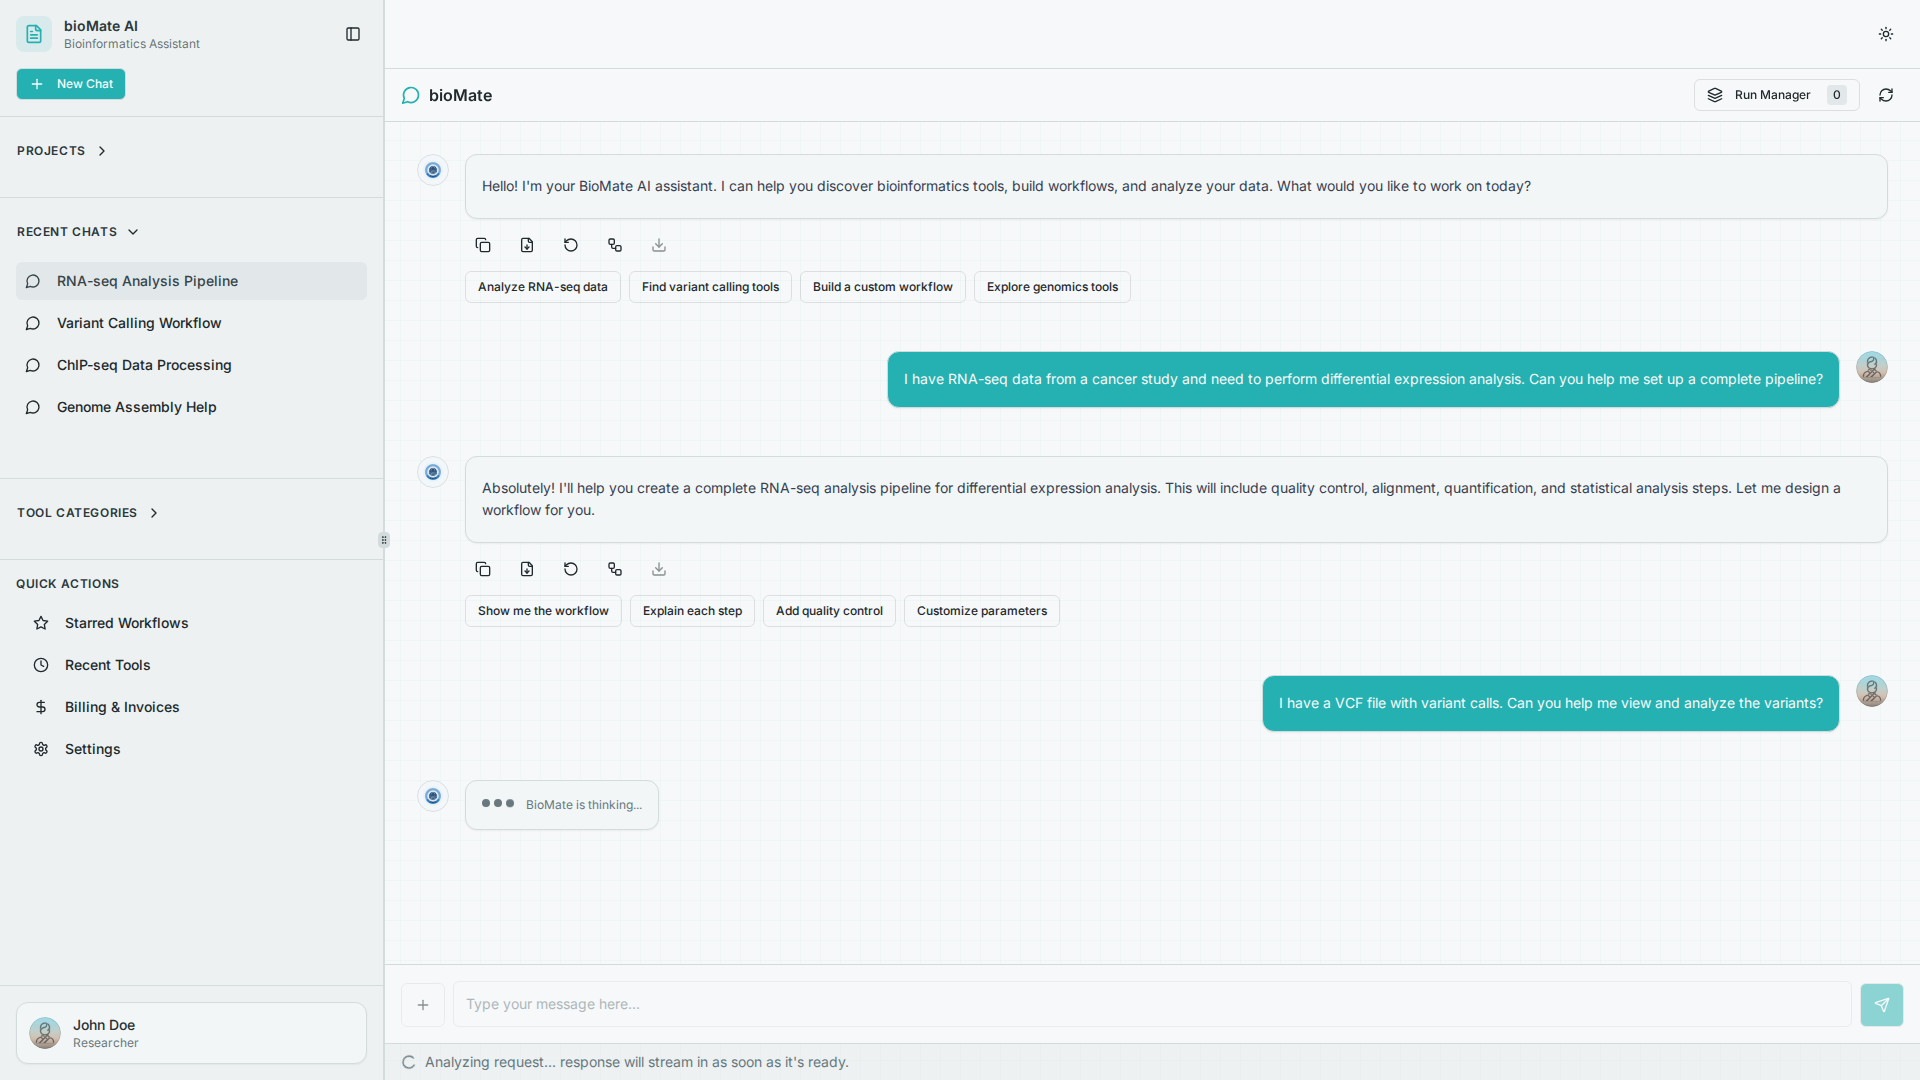 bioMate AI
Bioinformatics Assistant
New Chat
PROJECTS
RECENT CHATS
RNA-seq Analysis Pipeline
Variant Calling Workflow
ChIP-seq Data Processing
Genome Assembly Help
TOOL CATEGORIES
QUICK ACTIONS
Starred Workflows
Recent Tools
Billing & Invoices
Settings
John Doe
Researcher
bioMate
Run Manager 0
Hello! I'm your BioMate AI assistant. I can help you discover bioinformatics tools, build workflows, and analyze your data. What would you like to work on today?
Analyze RNA-seq data
Find variant calling tools
Build a custom workflow
Explore genomics tools
I have RNA-seq data from a cancer study and need to perform differential expression analysis. Can you help me set up a complete pipeline?
Absolutely! I'll help you create a complete RNA-seq analysis pipeline for differential expression analysis. This will include quality control, alignment, quantification, and statistical analysis steps. Let me design a
workflow for you.
Show me the workflow
Explain each step
Add quality control
Customize parameters
I have a VCF file with variant calls. Can you help me view and analyze the variants?
BioMate is thinking...
Type your message here...
Analyzing request... response will stream in as soon as it's ready.